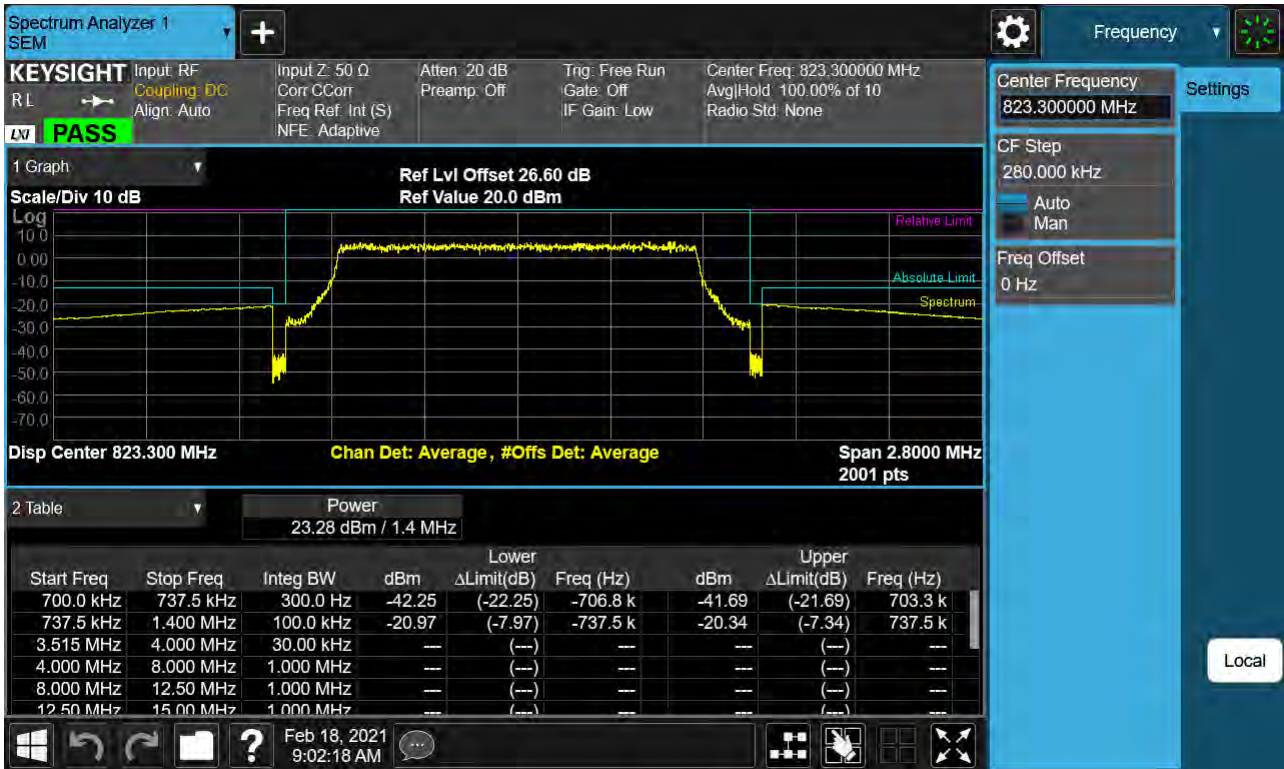 Spectrum Analyzer 1
SEM
Frequency
KEYSIGHT
RL
LXI
PASS
Input: RF
Coupling: DC
Align: Auto
Input Z: 50 Ω
Corr CCorr
Freq Ref: Int (S)
NFE: Adaptive
Atten: 20 dB
Preamp: Off
Trig: Free Run
Gate: Off
IF Gain: Low
Center Freq: 823.300000 MHz
Avg|Hold: 100.00% of 10
Radio Std: None
Center Frequency
823.300000 MHz
Settings
CF Step
280.000 kHz
Auto
Man
Freq Offset
0 Hz
1 Graph
Ref Lvl Offset 26.60 dB
Scale/Div 10 dB
Ref Value 20.0 dBm
Log
10.0
0.00
-10.0
-20.0
-30.0
-40.0
-50.0
-60.0
-70.0
Relative Limit
Absolute Limit
Spectrum
Disp Center 823.300 MHz
Chan Det: Average, #Offs Det: Average
Span 2.8000 MHz
2001 pts
2 Table
Power
23.28 dBm / 1.4 MHz
Lower Upper
Start Freq Stop Freq Integ BW dBm ΔLimit(dB) Freq (Hz) dBm ΔLimit(dB) Freq (Hz)
700.0 kHz 737.5 kHz 300.0 Hz -42.25 (-22.25) -706.8 k -41.69 (-21.69) 703.3 k
737.5 kHz 1.400 MHz 100.0 kHz -20.97 (-7.97) -737.5 k -20.34 (-7.34) 737.5 k
3.515 MHz 4.000 MHz 30.00 kHz --- (---) --- --- (---) ---
4.000 MHz 8.000 MHz 1.000 MHz --- (---) --- --- (---) ---
8.000 MHz 12.50 MHz 1.000 MHz --- (---) --- --- (---) ---
12.50 MHz 15.00 MHz 1.000 MHz --- (---) --- --- (---) ---
Local
Feb 18, 2021
9:02:18 AM